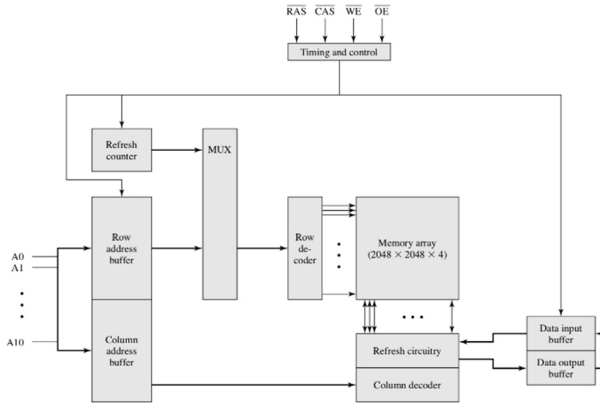 RAS CAS WE OE
Timing and control
Refresh
counter
MUX
Row
address
buffer
Row
de-
coder
Memory array
(2048 × 2048 × 4)
A0
A1
A10
Column
address
buffer
Refresh circuitry
Column decoder
Data input
buffer
Data output
buffer